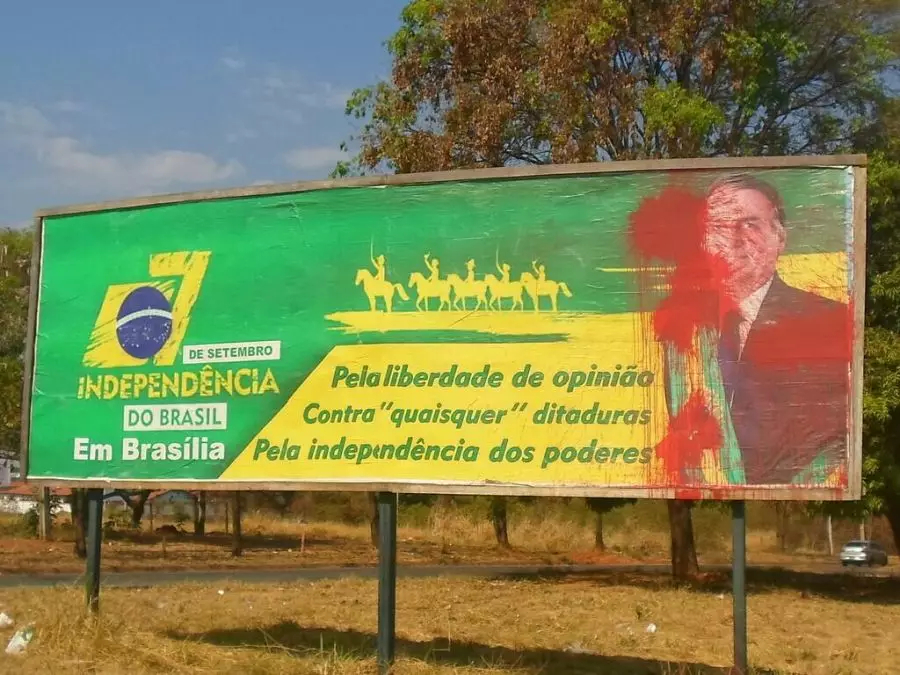 7
DE SETEMBRO
INDEPENDÊNCIA
DO BRASIL
Em Brasília
Pela liberdade de opinião
Contra "quaisquer" ditaduras
Pela independência dos poderes